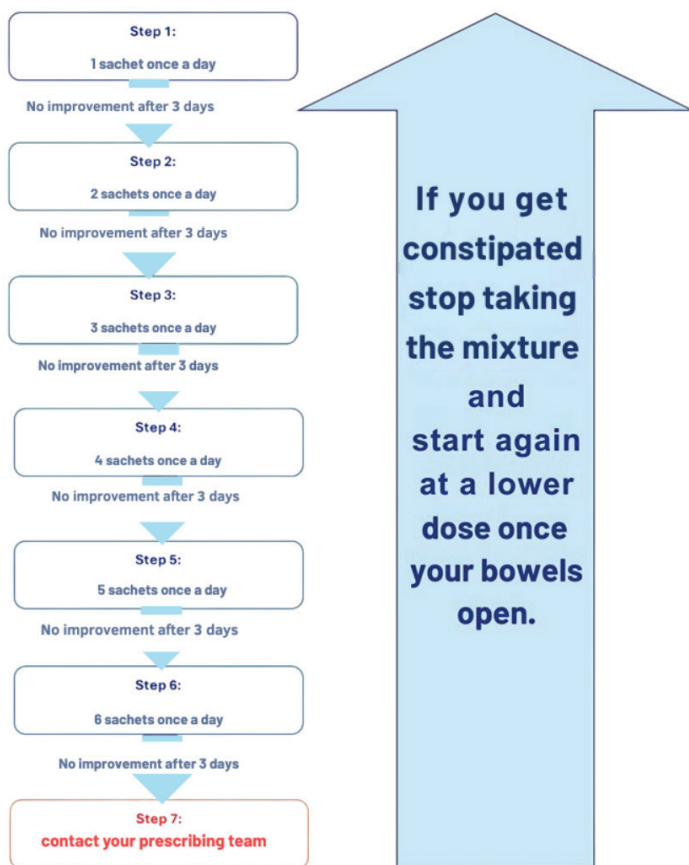 Step 1:
1 sachet once a day
No improvement after 3 days
Step 2:
2 sachets once a day
No improvement after 3 days
Step 3:
3 sachets once a day
No improvement after 3 days
Step 4:
4 sachets once a day
No improvement after 3 days
Step 5:
5 sachets once a day
No improvement after 3 days
Step 6:
6 sachets once a day
No improvement after 3 days
Step 7:
contact your prescribing team
If you get
constipated
stop taking
the mixture
and
start again
at a lower
dose once
your bowels
open.